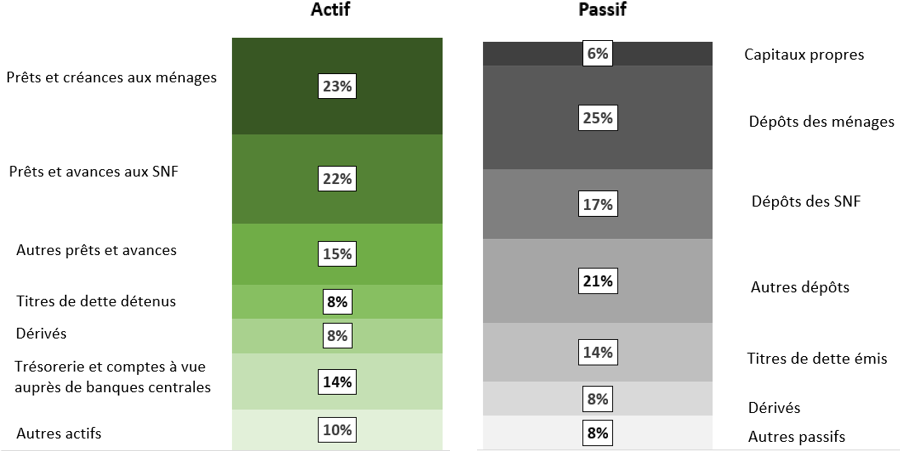 Actif
Passif
Prêts et créances aux ménages
23%
Prêts et avances aux SNF
22%
Autres prêts et avances
15%
Titres de dette détenus
8%
Dérivés
8%
Trésorerie et comptes à vue
auprès de banques centrales
14%
Autres actifs
10%
6%
Capitaux propres
25%
Dépôts des ménages
17%
Dépôts des SNF
21%
Autres dépôts
14%
Titres de dette émis
8%
Dérivés
8%
Autres passifs